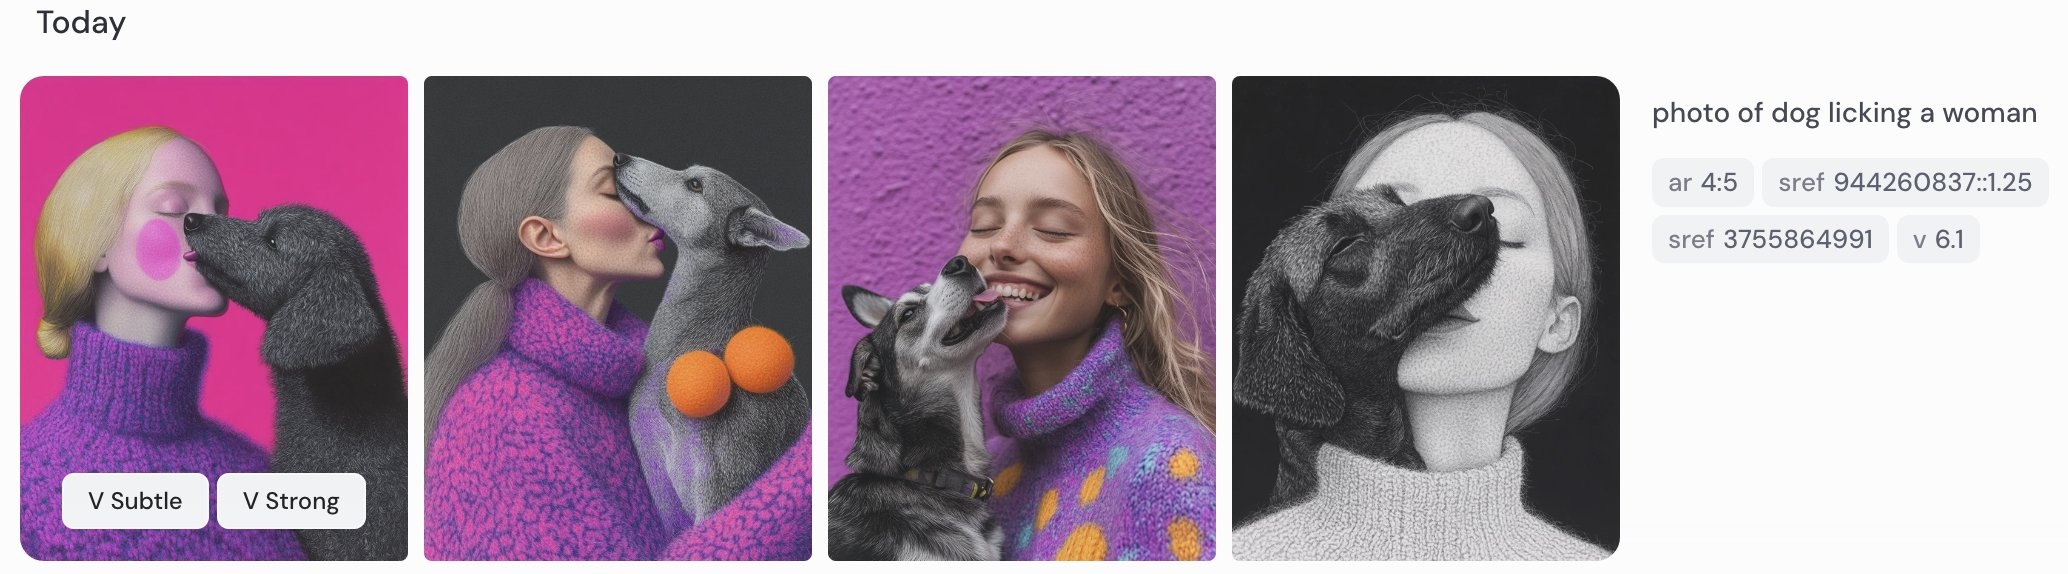 Today
photo of dog licking a woman
ar 4:5 sref 944260837::1.25
sref 3755864991 v 6.1
V Subtle V Strong